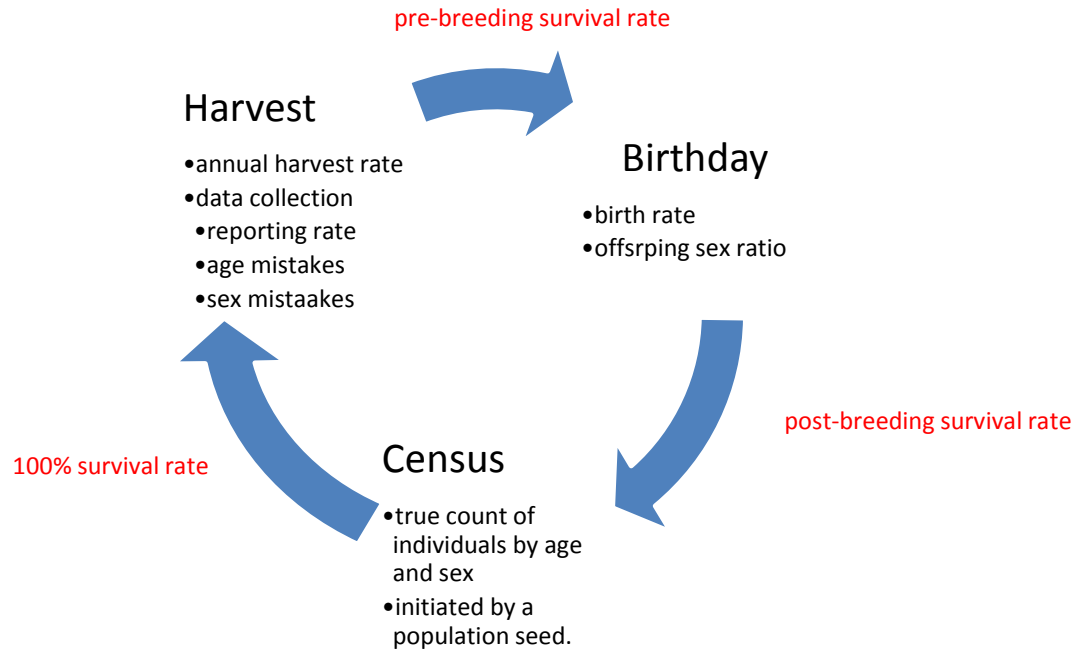 pre-breeding survival rate
Harvest
•annual harvest rate
•data collection
•reporting rate
•age mistakes
•sex mistaakes
Birthday
•birth rate
•offsrping sex ratio
post-breeding survival rate
100% survival rate
Census
•true count of
individuals by age
and sex
•initiated by a
population seed.